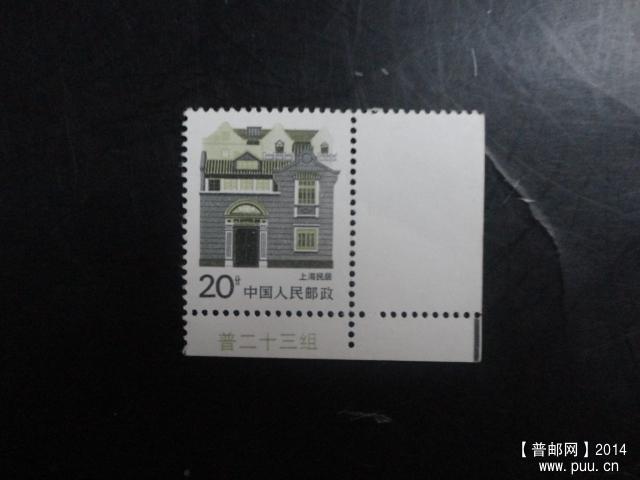 上海民居
20分 中国人民邮政
普二十三组
【普邮网】2014
www.puu.cn